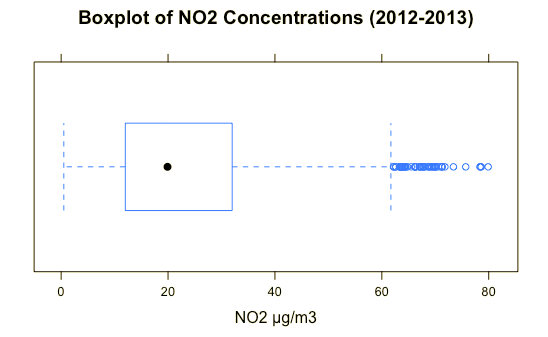 Boxplot of NO2 Concentrations (2012-2013)
0 20 40 60 80
NO2 µg/m3